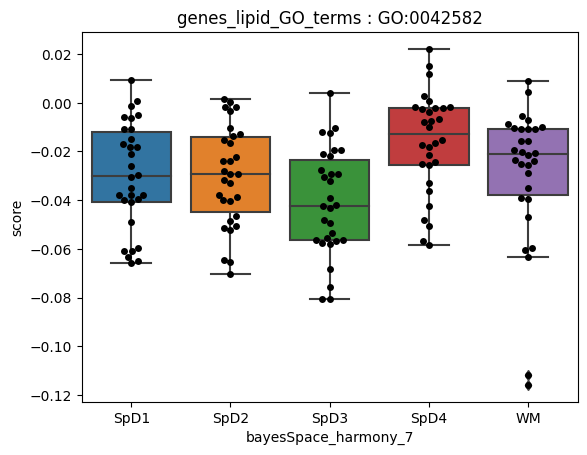 genes_lipid_GO_terms : GO:0042582
0.02
0.00
−0.02
−0.04
−0.06
−0.08
−0.10
−0.12
score
SpD1 SpD2 SpD3 SpD4 WM
bayesSpace_harmony_7